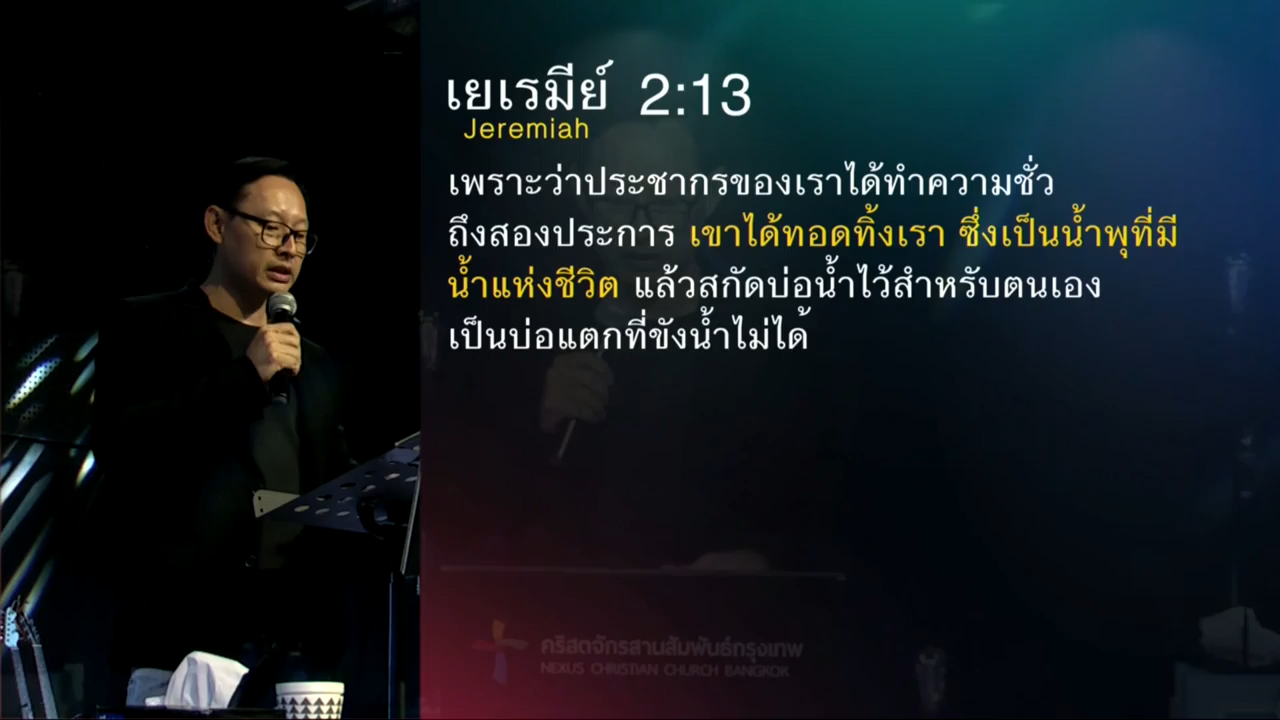 เยเรมีย์ 2:13
Jeremiah
เพราะว่าประชากรของเราได้ทำความชั่ว
ถึงสองประการ เขาได้ทอดทิ้งเรา ซึ่งเป็นน้ำพุที่มี
น้ำแห่งชีวิต แล้วสกัดบ่อน้ำไว้สำหรับตนเอง
เป็นบ่อแตกที่ขังน้ำไม่ได้
คริสตจักรสานสัมพันธ์กรุงเทพ
NEXUS CHRISTIAN CHURCH BANGKOK